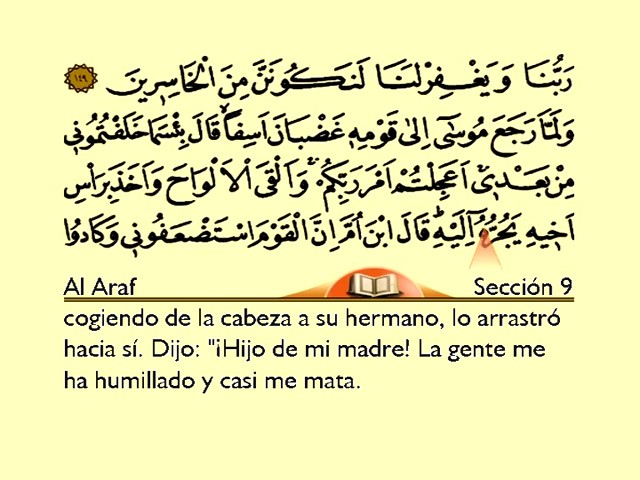 رَبُّنَا وَيَغْفِرْ لَنَا لَنَكُونَنَّ مِنَ الْخَاسِرِينَ ١٤٩
وَلَمَّا رَجَعَ مُوسَىٰ إِلَىٰ قَوْمِهِ غَضْبَانَ أَسِفًا قَالَ بِئْسَمَا خَلَفْتُمُونِي
مِنْ بَعْدِي أَعَجِلْتُمْ أَمْرَ رَبِّكُمْ وَأَلْقَى الْأَلْوَاحَ وَأَخَذَ بِرَأْسِ
أَخِيهِ يَجُرُّهُ إِلَيْهِ قَالَ ابْنَ أُمَّ إِنَّ الْقَوْمَ اسْتَضْعَفُونِي وَكَادُوا
Al Araf Sección 9
cogiendo de la cabeza a su hermano, lo arrastró
hacia sí. Dijo: "¡Hijo de mi madre! La gente me
ha humillado y casi me mata.